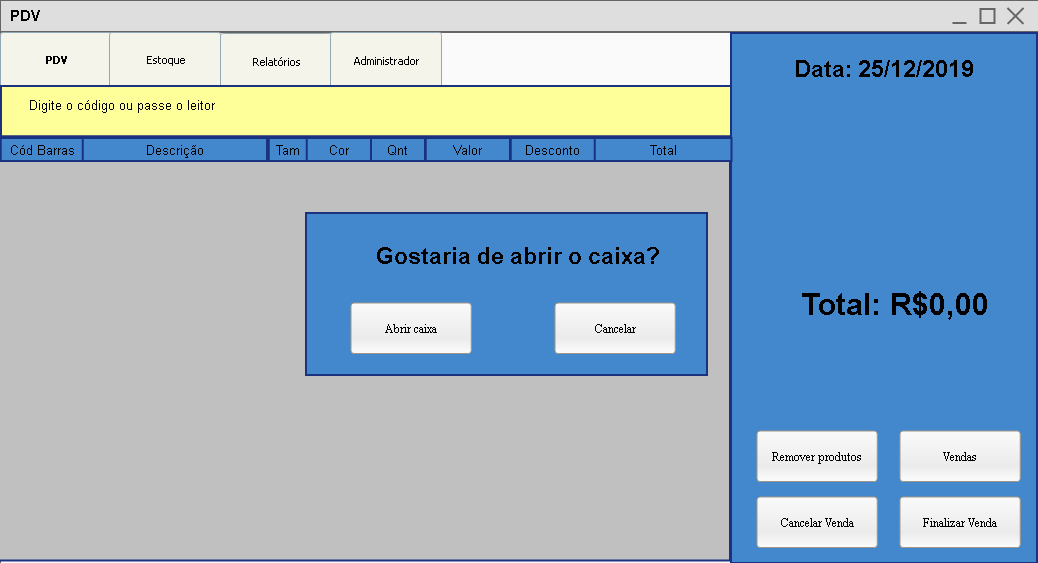 PDV
PDV Estoque Relatórios Administrador
Data: 25/12/2019
Digite o código ou passe o leitor
Cód Barras Descrição Tam Cor Qnt Valor Desconto Total
Gostaria de abrir o caixa?
Abrir caixa Cancelar
Total: R$0,00
Remover produtos Vendas
Cancelar Venda Finalizar Venda